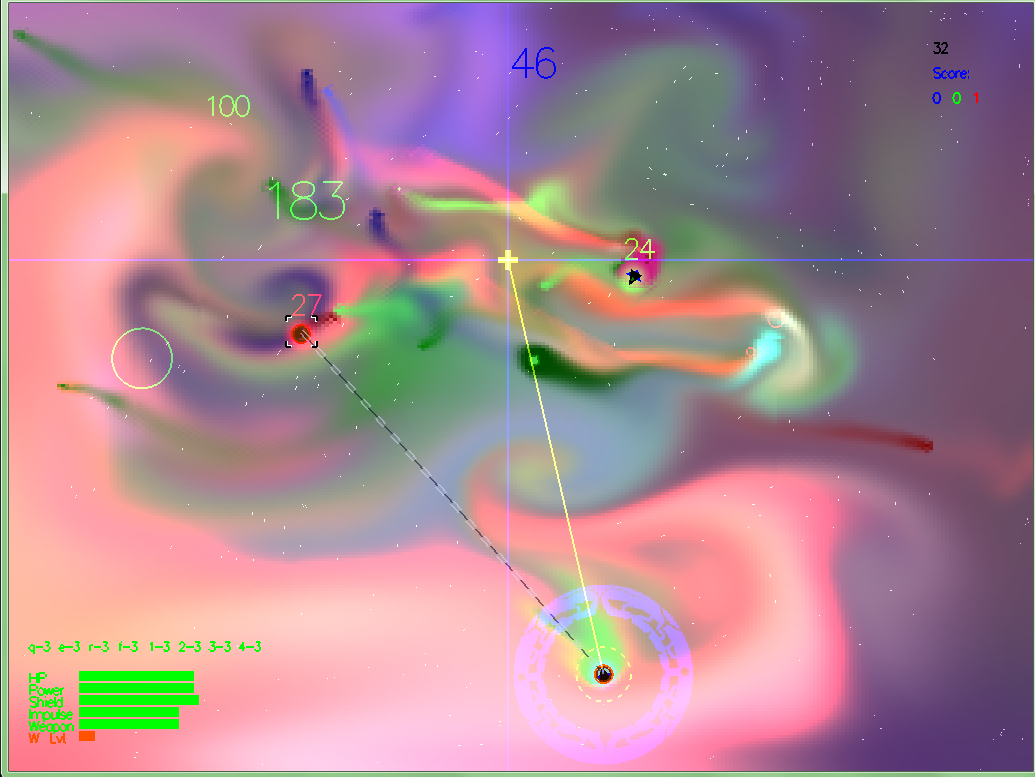 46
32
Score:
0 0 1
100
183
24
27
q-3 e-3 r-3 f-3 1-3 2-3 3-3 4-3
HP
Power
Shield
Impulse
Weapon
W Lvl